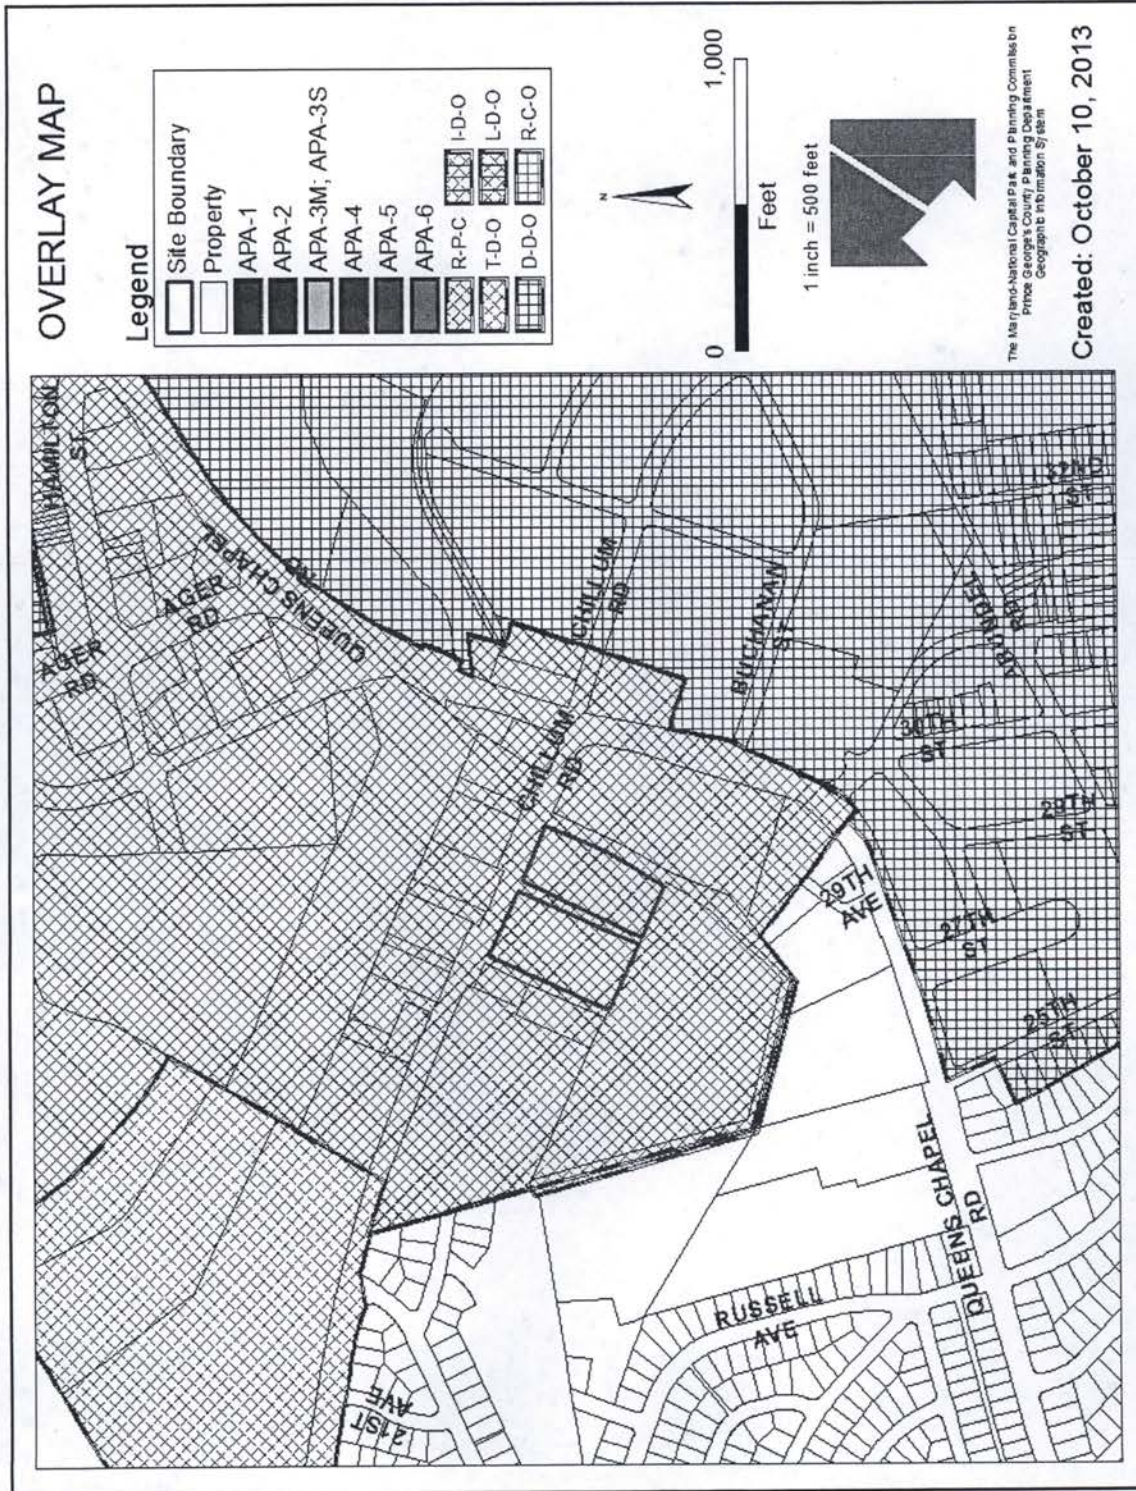 OVERLAY MAP
Legend
Site Boundary
Property
APA-1
APA-2
APA-3M; APA-3S
APA-4
APA-5
APA-6
R-P-C
I-D-O
T-D-O
L-D-O
D-D-O
R-C-O
N
0
1,000
Feet
1 inch = 500 feet
The Maryland-National Capital Park and Planning Commission
Prince George's County Planning Department
Geographic Information System
Created: October 10, 2013
HAMILTON
ST
AGER
RD
AGER
RD
QUEENS CHAPEL
RD
CHILLUM
RD
CHILLUM
RD
BUCHANAN
ST
ARUNDEL
RD
32ND
ST
30TH
ST
29TH
ST
29TH
AVE
27TH
ST
25TH
ST
QUEENS CHAPEL
RD
RUSSELL
AVE
21ST
AVE